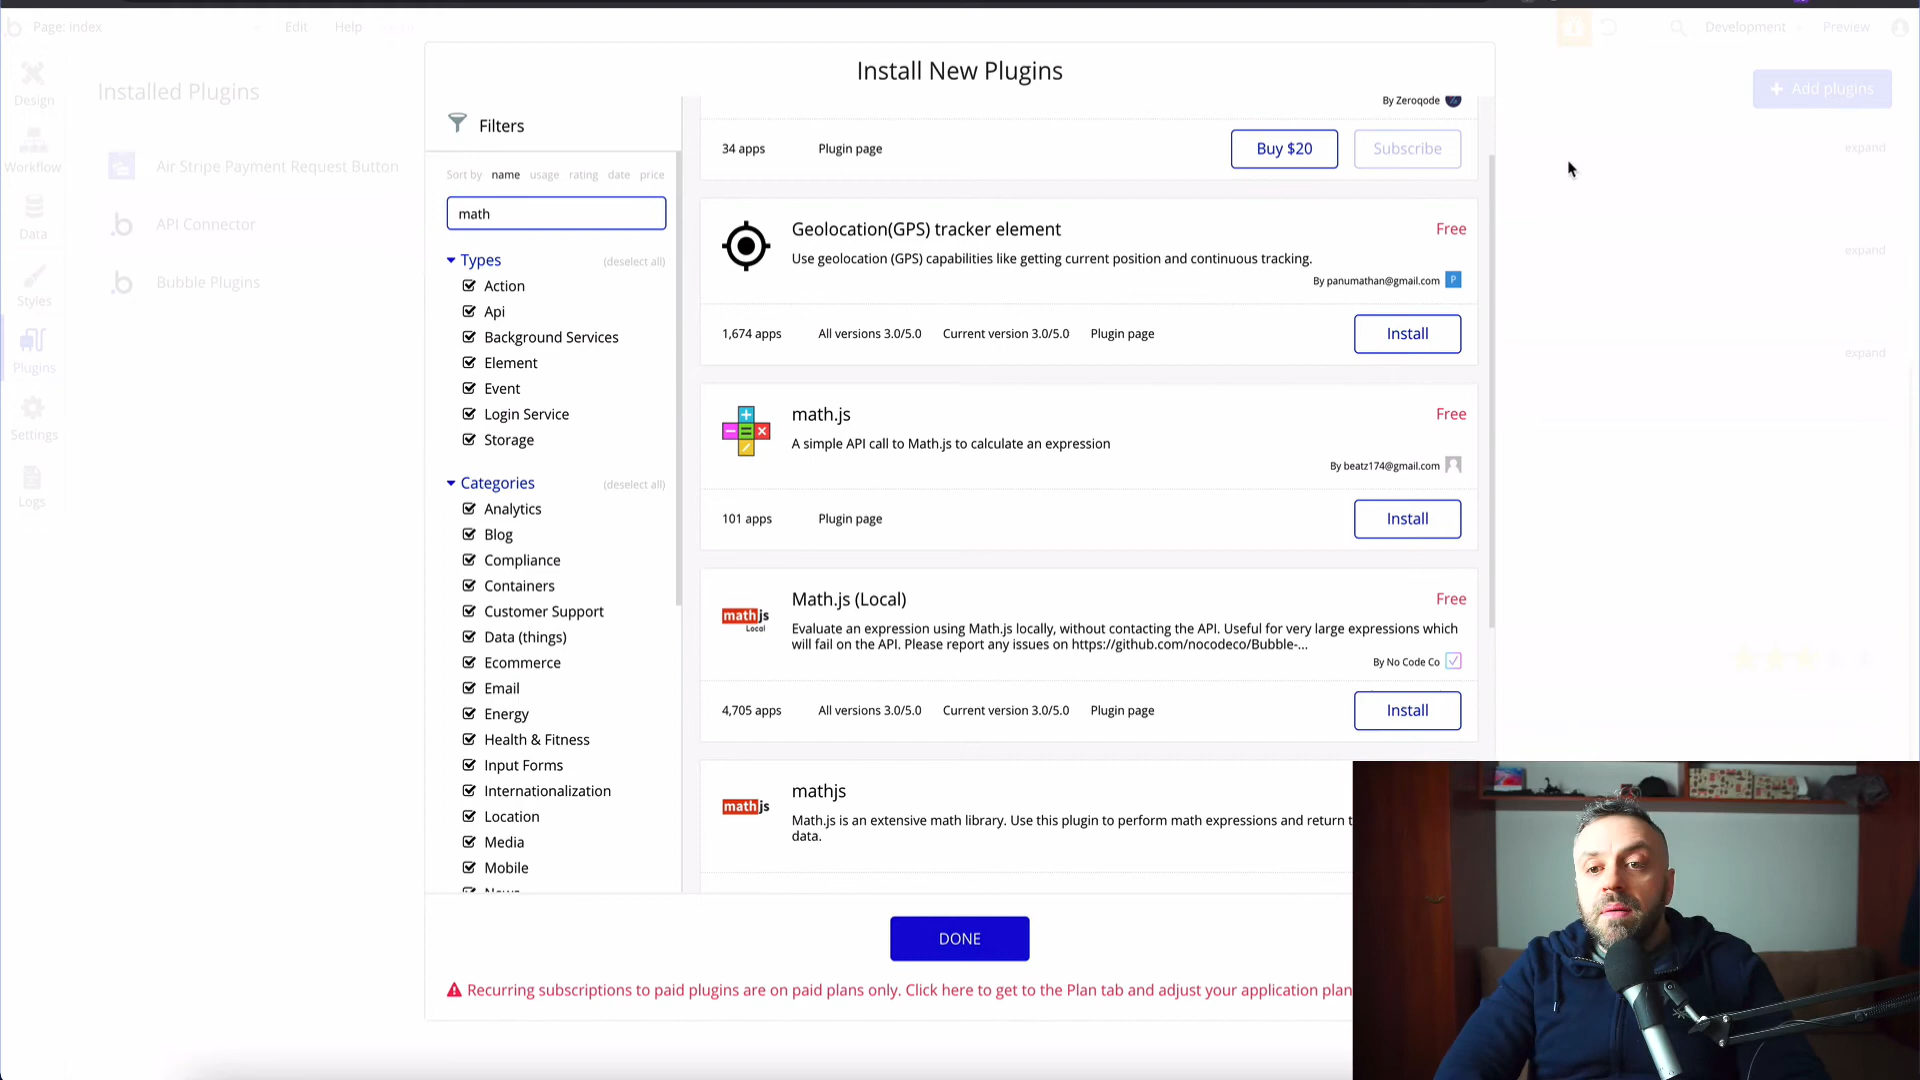 Page: index
Edit
Help
Development
Preview
Install New Plugins
Design
Workflow
Data
Styles
Plugins
Settings
Logs
Installed Plugins
Air Stripe Payment Request Button
API Connector
Bubble Plugins
+ Add plugins
expand
expand
expand
Filters
Sort by name usage rating date price
math
Types (deselect all)
Action
Api
Background Services
Element
Event
Login Service
Storage
Categories (deselect all)
Analytics
Blog
Compliance
Containers
Customer Support
Data (things)
Ecommerce
Email
Energy
Health & Fitness
Input Forms
Internationalization
Location
Media
Mobile
News
By Zeroqode
34 apps Plugin page Buy $20 Subscribe
Geolocation(GPS) tracker element Free
Use geolocation (GPS) capabilities like getting current position and continuous tracking.
By panumathan@gmail.com P
1,674 apps All versions 3.0/5.0 Current version 3.0/5.0 Plugin page Install
math.js Free
A simple API call to Math.js to calculate an expression
By beatz174@gmail.com
101 apps Plugin page Install
mathjs
Local
Math.js (Local) Free
Evaluate an expression using Math.js locally, without contacting the API. Useful for very large expressions which
will fail on the API. Please report any issues on https://github.com/nocodeco/Bubble-...
By No Code Co
4,705 apps All versions 3.0/5.0 Current version 3.0/5.0 Plugin page Install
mathjs
mathjs
Math.js is an extensive math library. Use this plugin to perform math expressions and return t
data.
DONE
Recurring subscriptions to paid plugins are on paid plans only. Click here to get to the Plan tab and adjust your application plan